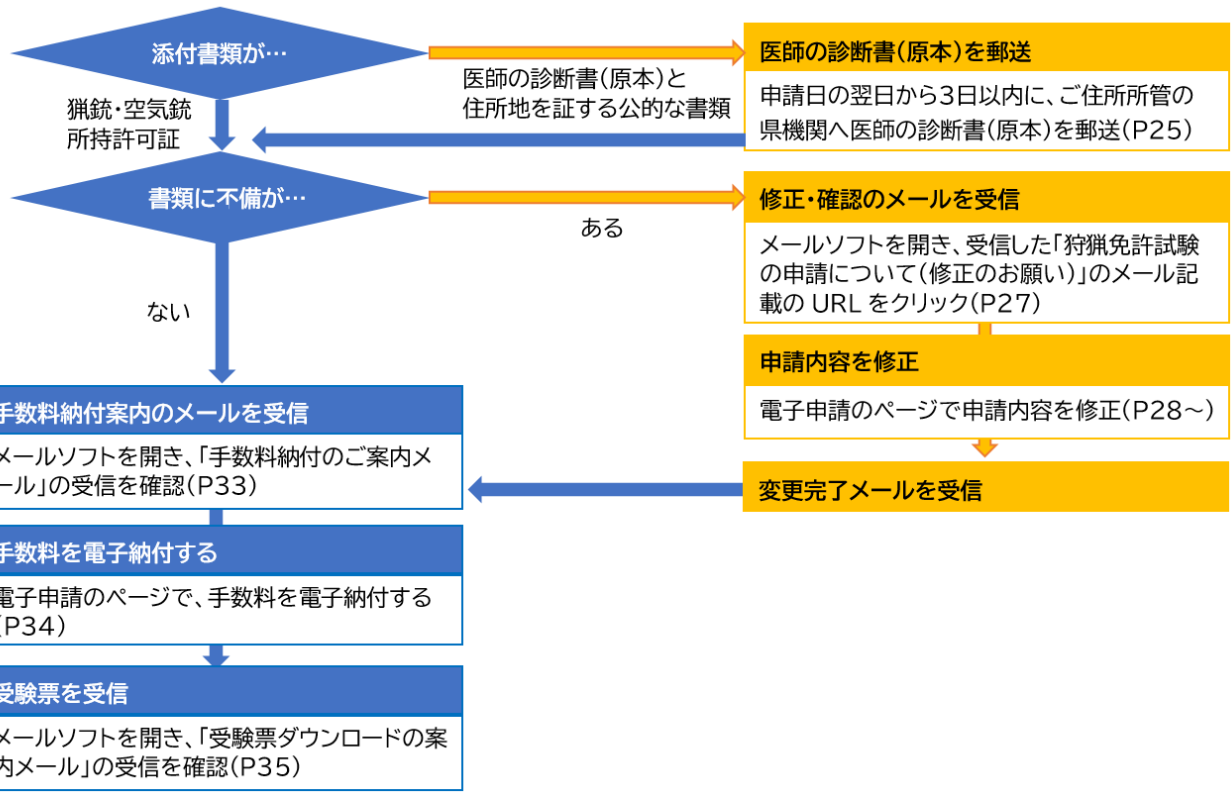 添付書類が…
医師の診断書(原本)を郵送
申請日の翌日から3日以内に、ご住所所管の
県機関へ医師の診断書(原本)を郵送(P25)
医師の診断書(原本)と
住所地を証する公的な書類
猟銃・空気銃
所持許可証
書類に不備が…
ある
修正・確認のメールを受信
メールソフトを開き、受信した「狩猟免許試験
の申請について(修正のお願い)」のメール記
載の URL をクリック(P27)
ない
申請内容を修正
電子申請のページで申請内容を修正(P28~)
変更完了メールを受信
手数料納付案内のメールを受信
メールソフトを開き、「手数料納付のご案内メ
ール」の受信を確認(P33)
手数料を電子納付する
電子申請のページで、手数料を電子納付する
(P34)
受験票を受信
メールソフトを開き、「受験票ダウンロードの案
内メール」の受信を確認(P35)